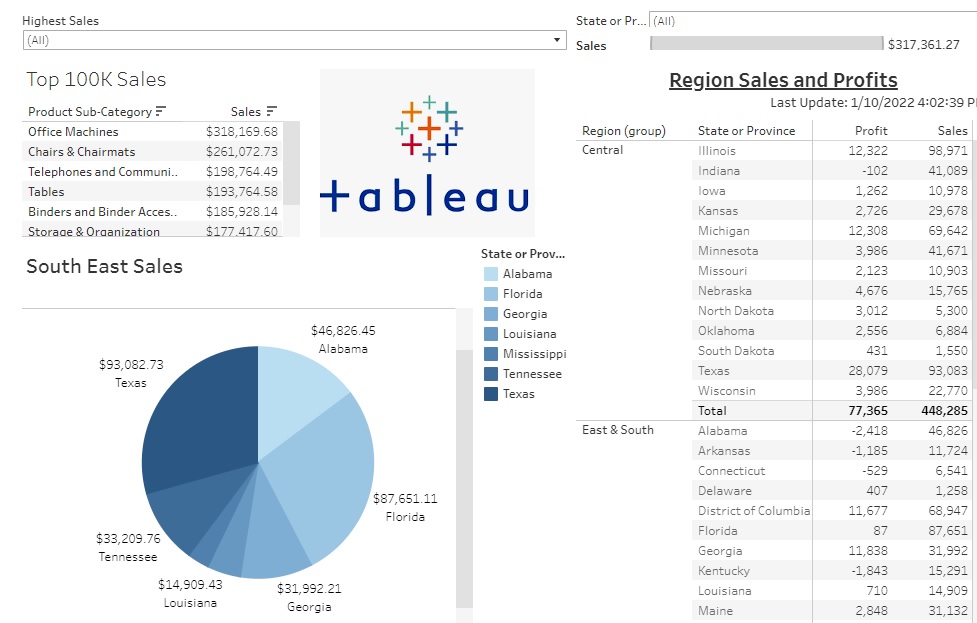 Highest Sales
(All)
State or Pr... (All)
Sales $317,361.27
Top 100K Sales
Product Sub-Category Sales
Office Machines $318,169.68
Chairs & Chairmats $261,072.73
Telephones and Communi.. $198,764.49
Tables $193,764.58
Binders and Binder Acces.. $185,928.14
Storage & Organization $177,417.60
+ableau
South East Sales
$46,826.45
Alabama
$93,082.73
Texas
$87,651.11
Florida
$33,209.76
Tennessee
$14,909.43
Louisiana
$31,992.21
Georgia
State or Prov...
Alabama
Florida
Georgia
Louisiana
Mississippi
Tennessee
Texas
Region Sales and Profits
Last Update: 1/10/2022 4:02:39 P
Region (group) State or Province Profit Sales
Central Illinois 12,322 98,971
Indiana -102 41,089
Iowa 1,262 10,978
Kansas 2,726 29,678
Michigan 12,308 69,642
Minnesota 3,986 41,671
Missouri 2,123 10,903
Nebraska 4,676 15,765
North Dakota 3,012 5,300
Oklahoma 2,556 6,884
South Dakota 431 1,550
Texas 28,079 93,083
Wisconsin 3,986 22,770
Total 77,365 448,285
East & South Alabama -2,418 46,826
Arkansas -1,185 11,724
Connecticut -529 6,541
Delaware 407 1,258
District of Columbia 11,677 68,947
Florida 87 87,651
Georgia 11,838 31,992
Kentucky -1,843 15,291
Louisiana 710 14,909
Maine 2,848 31,132